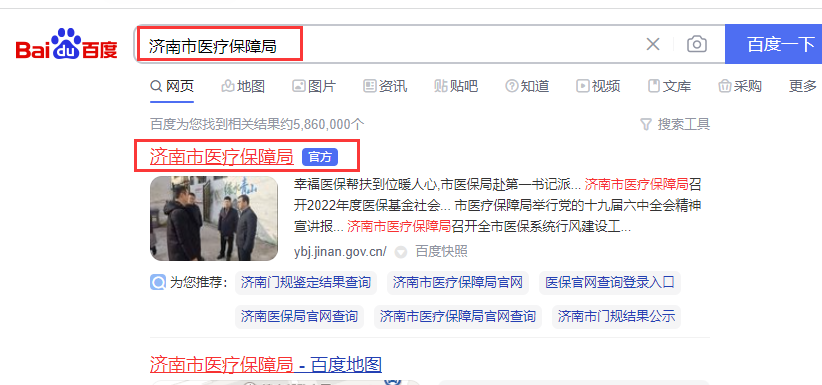 Bai du 百度 济南市医疗保障局 百度一下
网页 地图 图片 资讯 贴吧 知道 视频 文库 采购 更多
百度为您找到相关结果约5,860,000个 搜索工具
济南市医疗保障局 官方
幸福医保帮扶到位暖人心,市医保局赴第一书记派... 济南市医疗保障局召
开2022年度医保基金社会... 市医疗保障局举行党的十九届六中全会精神
宣讲报... 济南市医疗保障局召开全市医保系统行风建设工...
ybj.jinan.gov.cn/ 百度快照
为您推荐: 济南门规鉴定结果查询 济南市医疗保障局官网 医保官网查询登录入口
济南医保局官网查询 济南市医疗保障局官网查询 济南市门规结果公示
济南市医疗保障局 - 百度地图